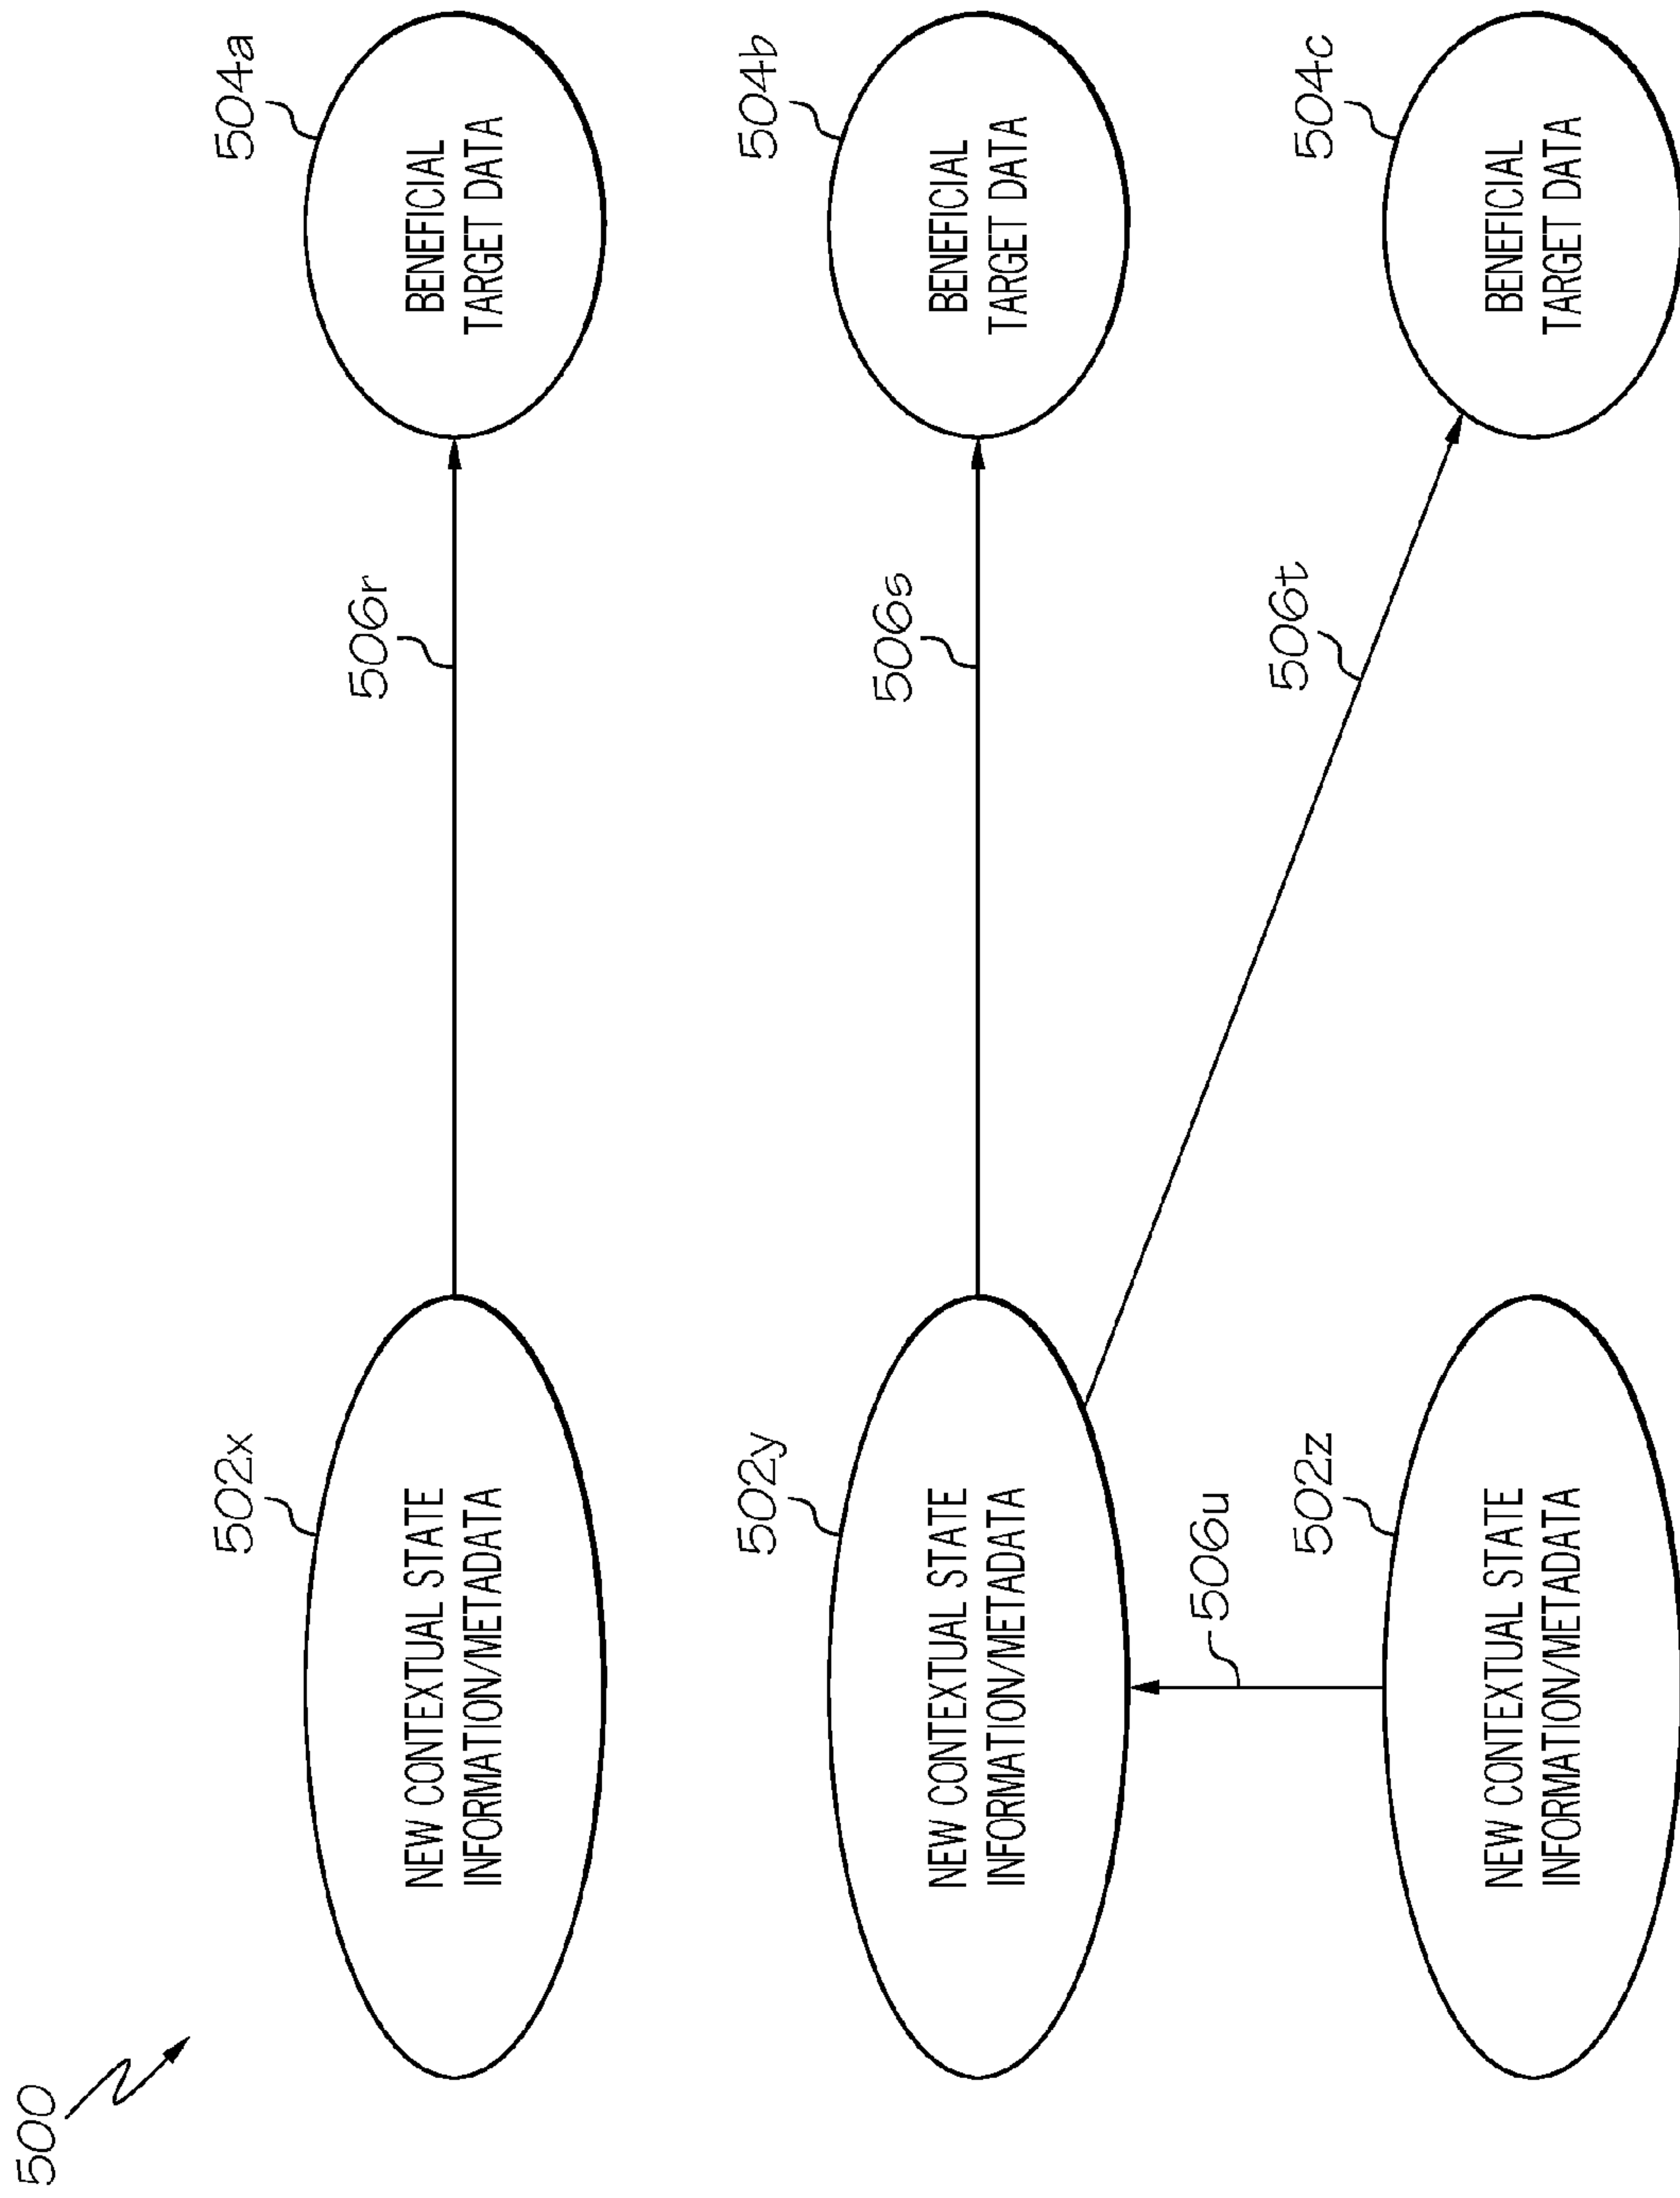 500
502x
NEW CONTEXTUAL STATE
INFORMATION/METADATA
506r
504a
BENEFICIAL
TARGET DATA
502y
NEW CONTEXTUAL STATE
INFORMATION/METADATA
506s
504b
BENEFICIAL
TARGET DATA
506u
506t
502z
NEW CONTEXTUAL STATE
INFORMATION/METADATA
504c
BENEFICIAL
TARGET DATA